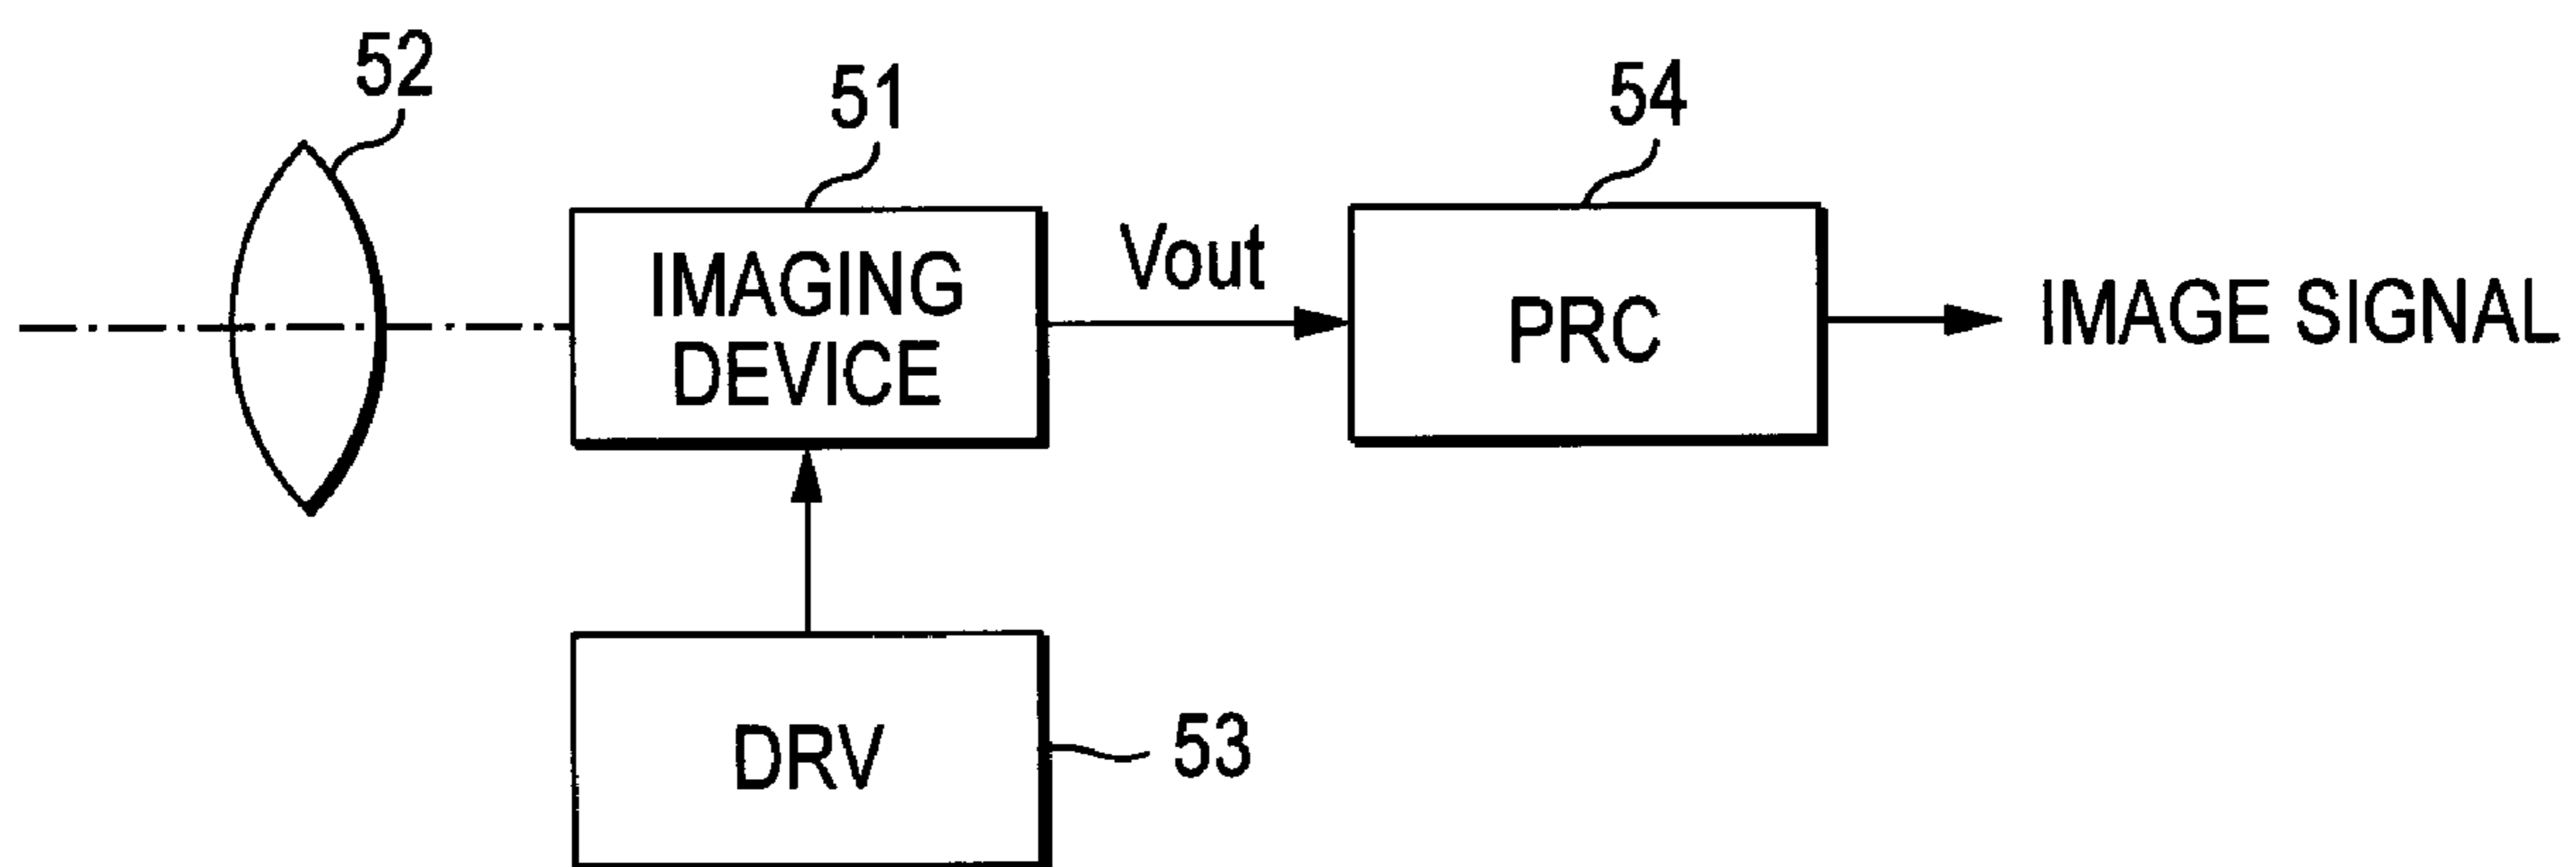 52
51
54
IMAGING
DEVICE
Vout
PRC
IMAGE SIGNAL
DRV
53